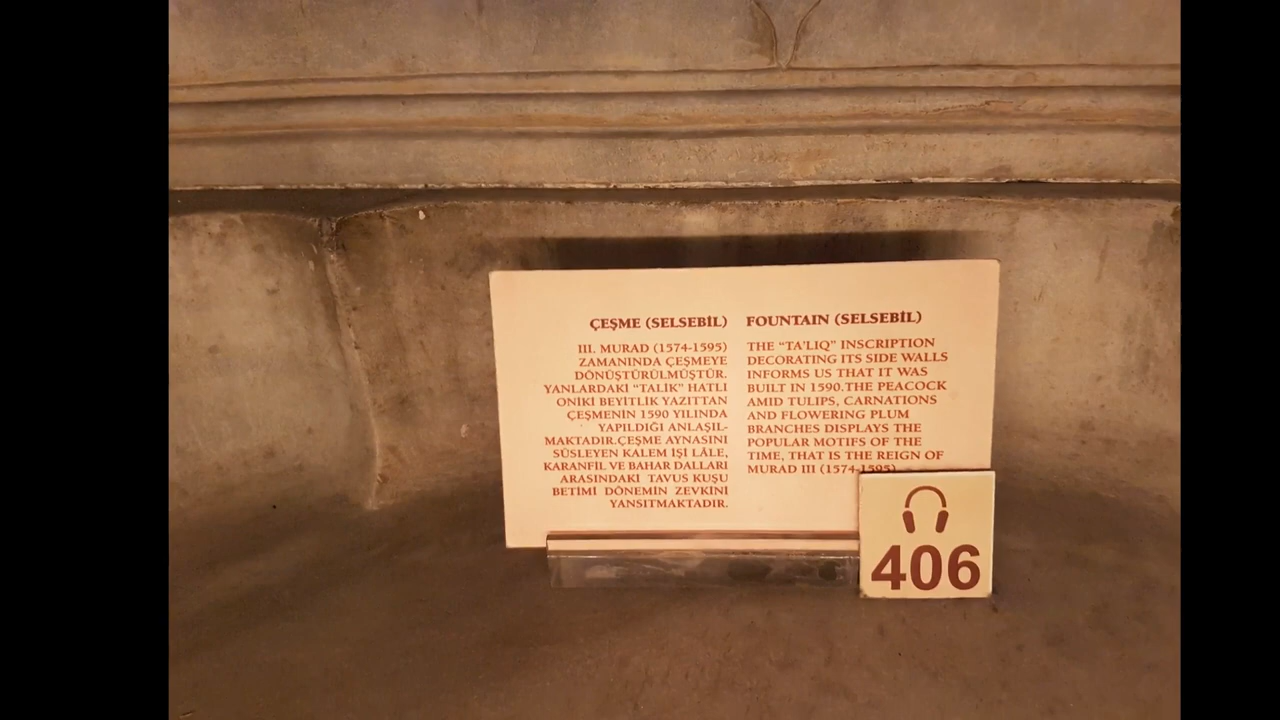 ÇEŞME (SELSEBİL)
III. MURAD (1574-1595)
ZAMANINDA ÇEŞMEYE
DÖNÜŞTÜRÜLMÜŞTÜR.
YANLARDAKİ “TALİK” HATLI
ONİKİ BEYİTLİK YAZITTAN
ÇEŞMENİN 1590 YILINDA
YAPILDIĞI ANLAŞIL-
MAKTADIR.ÇEŞME AYNASINI
SÜSLEYEN KALEM İŞİ LÂLE,
KARANFİL VE BAHAR DALLARI
ARASINDAKİ TAVUS KUŞU
BETİMİ DÖNEMİN ZEVKİNİ
YANSITMAKTADIR.
FOUNTAIN (SELSEBİL)
THE “TA’LIQ” INSCRIPTION
DECORATING ITS SIDE WALLS
INFORMS US THAT IT WAS
BUILT IN 1590.THE PEACOCK
AMID TULIPS, CARNATIONS
AND FLOWERING PLUM
BRANCHES DISPLAYS THE
POPULAR MOTIFS OF THE
TIME, THAT IS THE REIGN OF
MURAD III (1574-1595)
406